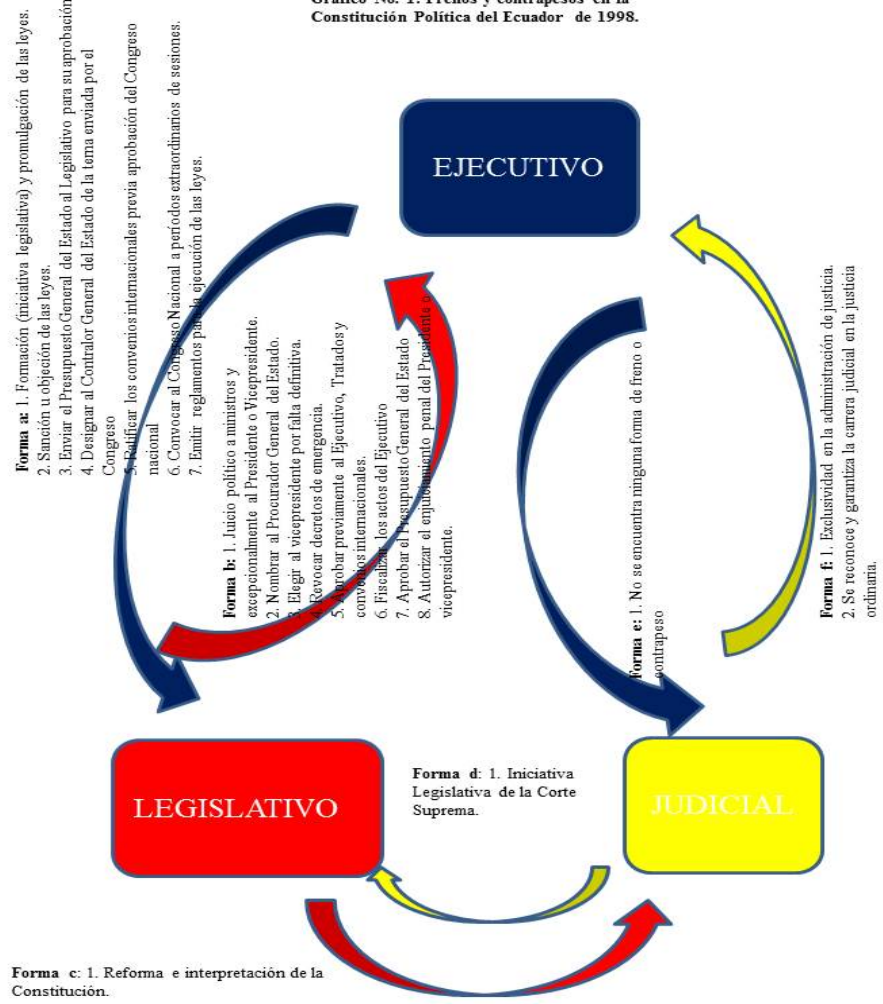 Gráfico No. 1. Frenos y contrapesos en la
Constitución Política del Ecuador de 1998.
EJECUTIVO
Forma a: 1. Formación (iniciativa legislativa) y promulgación de las leyes.
2. Sanción u objeción de las leyes.
3. Enviar el Presupuesto General del Estado al Legislativo para su aprobación
4. Designar al Contralor General del Estado de la terna enviada por el
Congreso
5. Ratificar los convenios internacionales previa aprobación del Congreso
nacional
6. Convocar al Congreso Nacional a períodos extraordinarios de sesiones.
7. Emitir reglamentos para la ejecución de las leyes.
Forma b: 1. Juicio político a ministros y
excepcionalmente al Presidente o Vicepresidente.
2. Nombrar al Procurador General del Estado.
3. Elegir al vicepresidente por falta definitiva.
4. Revocar decretos de emergencia.
5. Aprobar previamente al Ejecutivo, Tratados y
convenios internacionales.
6. Fiscalizar los actos del Ejecutivo
7. Aprobar el Presupuesto General del Estado
8. Autorizar el enjuiciamiento penal del Presidente o
vicepresidente.
Forma e: 1. No se encuentra ninguna forma de freno o
contrapeso
Forma f: 1. Exclusividad en la administración de justicia.
2. Se reconoce y garantiza la carrera judicial en la justicia
ordinaria.
LEGISLATIVO
Forma d: 1. Iniciativa
Legislativa de la Corte
Suprema.
JUDICIAL
Forma c: 1. Reforma e interpretación de la
Constitución.